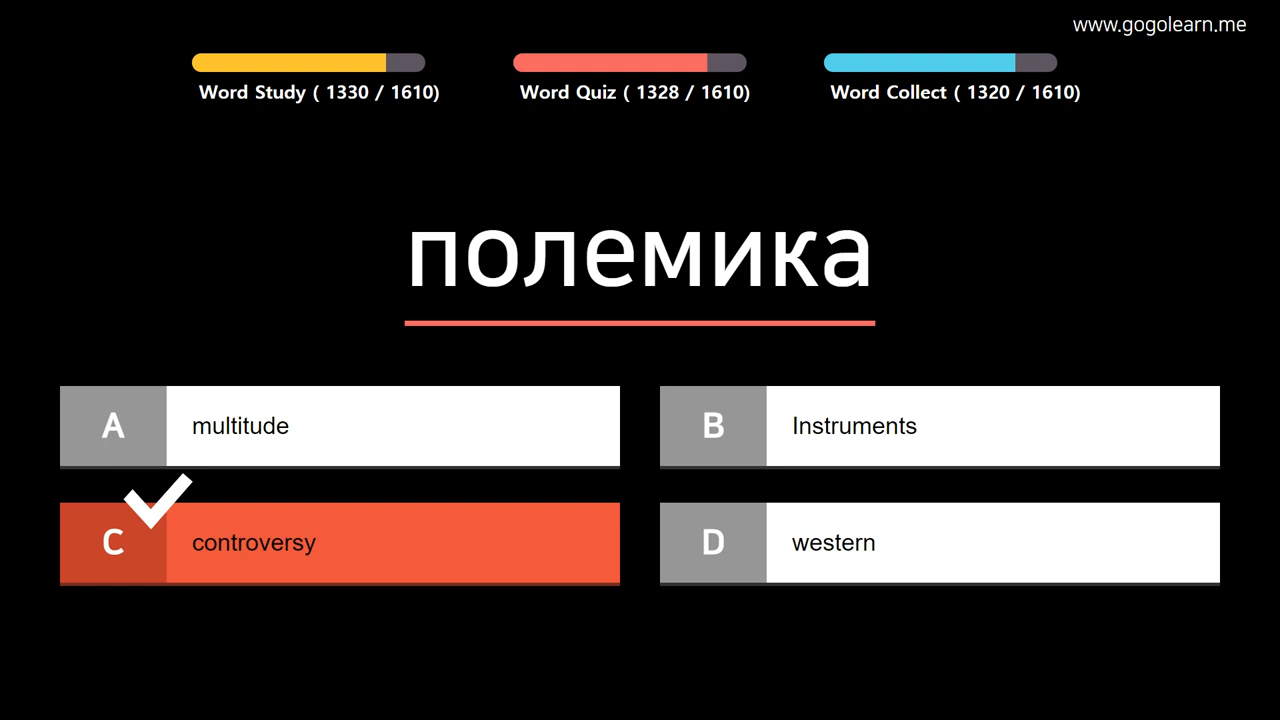 www.gogolearn.me
Word Study ( 1330 / 1610)
Word Quiz ( 1328 / 1610)
Word Collect ( 1320 / 1610)
полемика
A multitude
B Instruments
C controversy
D western